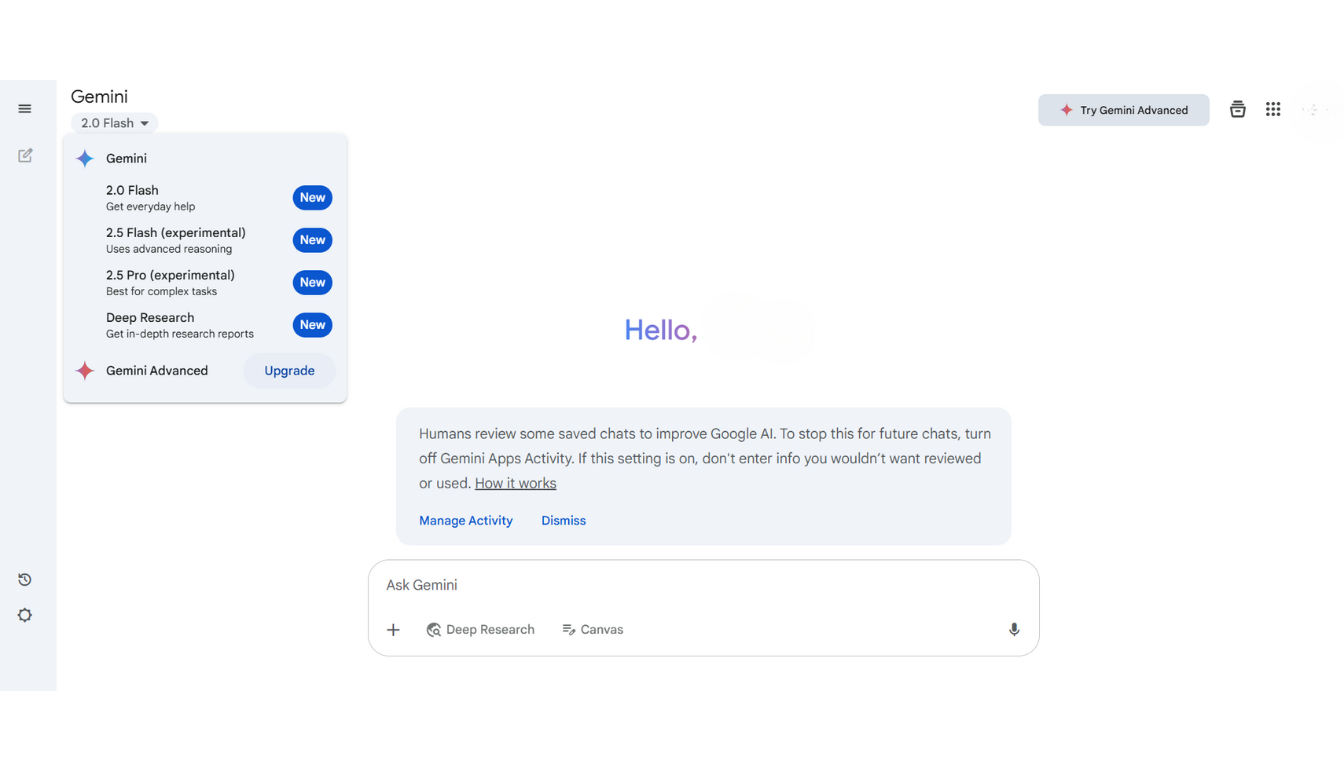 Gemini
2.0 Flash
Gemini
2.0 Flash
Get everyday help
New
2.5 Flash (experimental)
Uses advanced reasoning
New
2.5 Pro (experimental)
Best for complex tasks
New
Deep Research
Get in-depth research reports
New
Gemini Advanced
Upgrade
Try Gemini Advanced
Hello,
Humans review some saved chats to improve Google AI. To stop this for future chats, turn
off Gemini Apps Activity. If this setting is on, don't enter info you wouldn’t want reviewed
or used. How it works
Manage Activity
Dismiss
Ask Gemini
Deep Research
Canvas